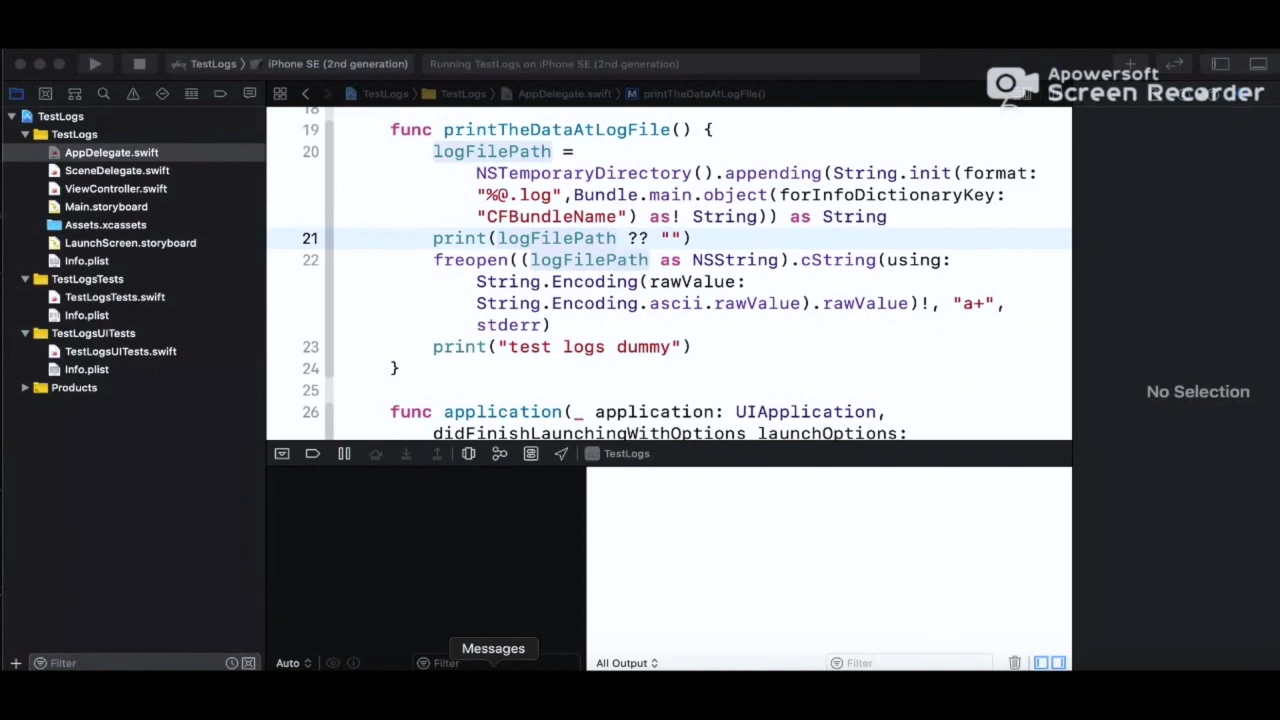 Apowersoft
Screen Recorder
TestLogs
iPhone SE (2nd generation)
Running TestLogs on iPhone SE (2nd generation)
TestLogs
TestLogs
AppDelegate.swift
M printTheDataAtLogFile()
TestLogs
TestLogs
AppDelegate.swift
SceneDelegate.swift
ViewController.swift
Main.storyboard
Assets.xcassets
LaunchScreen.storyboard
Info.plist
TestLogsTests
TestLogsTests.swift
Info.plist
TestLogsUITests
TestLogsUITests.swift
Info.plist
Products
18
19 func printTheDataAtLogFile() {
20 logFilePath =
NSTemporaryDirectory().appending(String.init(format:
"%@.log",Bundle.main.object(forInfoDictionaryKey:
"CFBundleName") as! String)) as String
21 print(logFilePath ?? "")
22 freopen((logFilePath as NSString).cString(using:
String.Encoding(rawValue:
String.Encoding.ascii.rawValue).rawValue)!, "a+",
stderr)
23 print("test logs dummy")
24 }
25
26 func application(_ application: UIApplication,
didFinishLaunchingWithOptions launchOptions:
No Selection
TestLogs
Messages
Filter
Auto
Filter
All Output
Filter